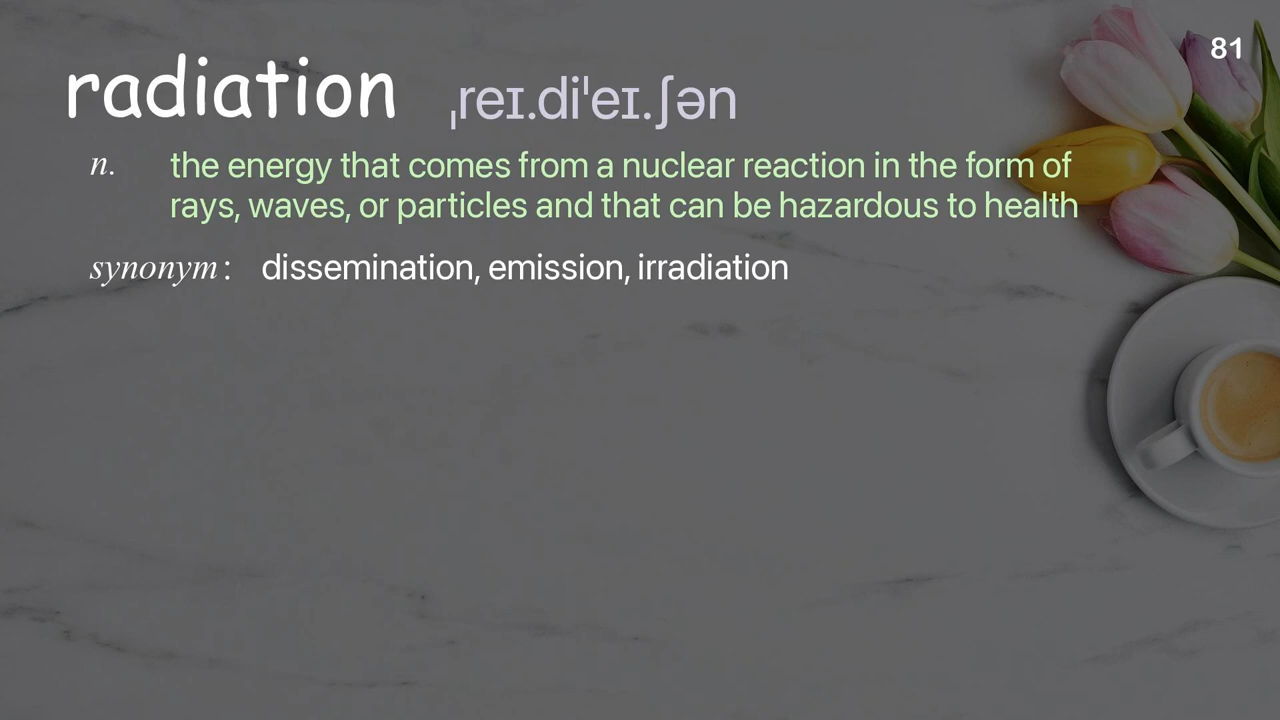 81
radiation ˌreɪ.diˈeɪ.ʃən
n. the energy that comes from a nuclear reaction in the form of
rays, waves, or particles and that can be hazardous to health
synonym: dissemination, emission, irradiation